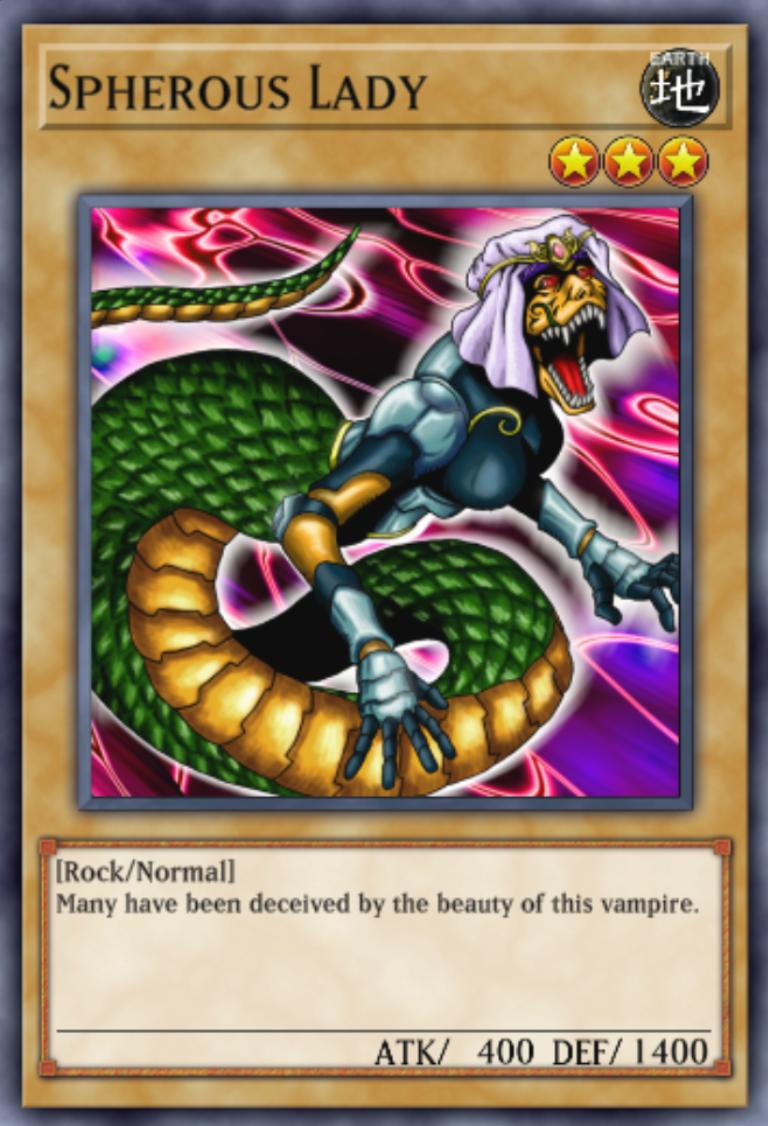 Spherous Lady
EARTH
地
[Rock/Normal]
Many have been deceived by the beauty of this vampire.
ATK/ 400 DEF/ 1400